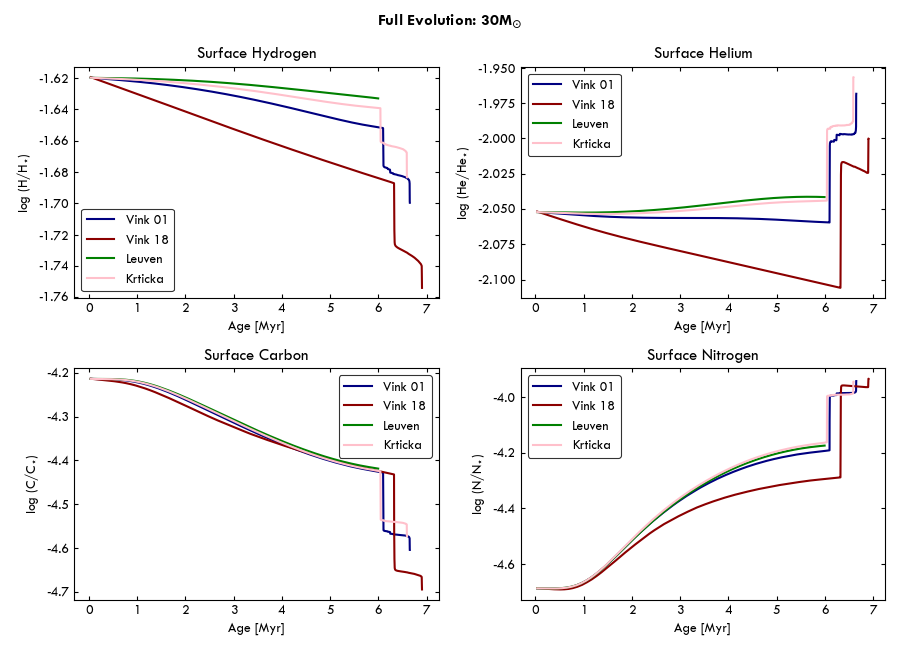 Full Evolution: 30M⊙
Surface Hydrogen
log (H/H⋆)
-1.62
-1.64
-1.66
-1.68
-1.70
-1.72
-1.74
-1.76
Vink 01
Vink 18
Leuven
Krticka
0 1 2 3 4 5 6 7
Age [Myr]
Surface Helium
log (He/He⋆)
-1.950
-1.975
-2.000
-2.025
-2.050
-2.075
-2.100
Vink 01
Vink 18
Leuven
Krticka
0 1 2 3 4 5 6 7
Age [Myr]
Surface Carbon
log (C/C⋆)
-4.2
-4.3
-4.4
-4.5
-4.6
-4.7
Vink 01
Vink 18
Leuven
Krticka
0 1 2 3 4 5 6 7
Age [Myr]
Surface Nitrogen
log (N/N⋆)
-4.0
-4.2
-4.4
-4.6
Vink 01
Vink 18
Leuven
Krticka
0 1 2 3 4 5 6 7
Age [Myr]